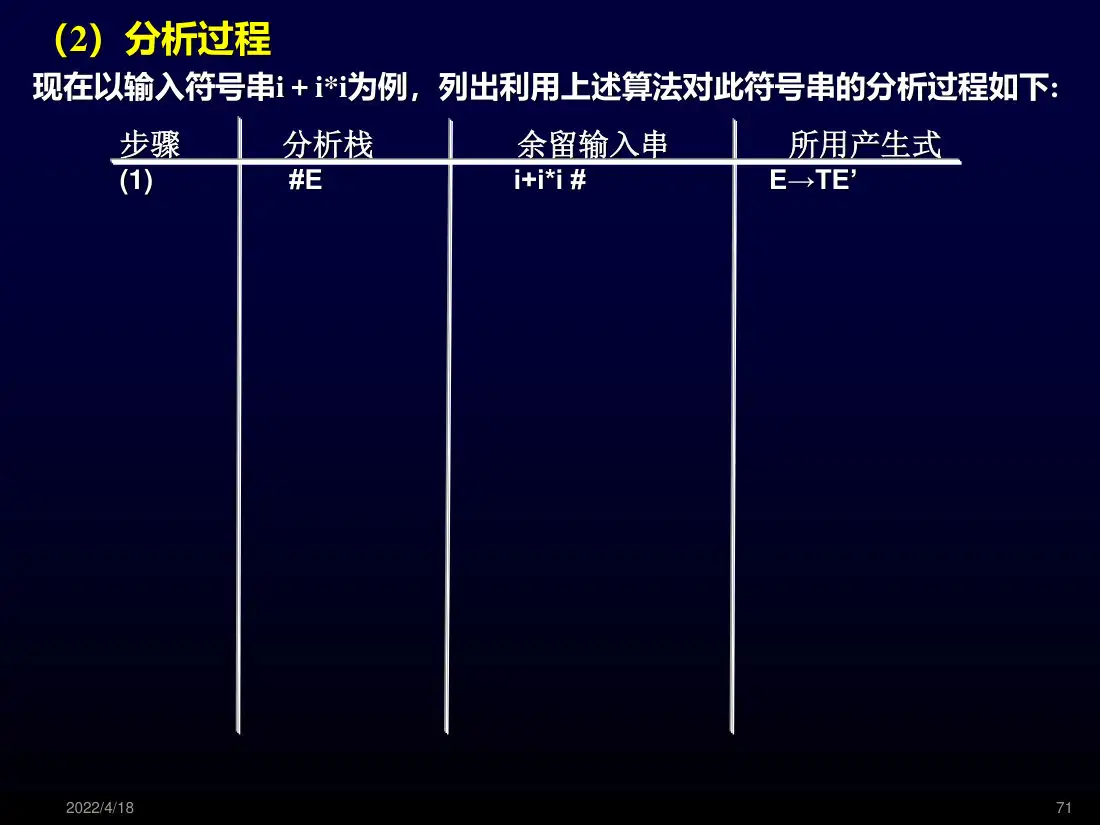 （2）分析过程
现在以输入符号串i＋i*i为例，列出利用上述算法对此符号串的分析过程如下:
步骤 分析栈 余留输入串 所用产生式
(1) #E i+i*i # E→TE’
2022/4/18 71